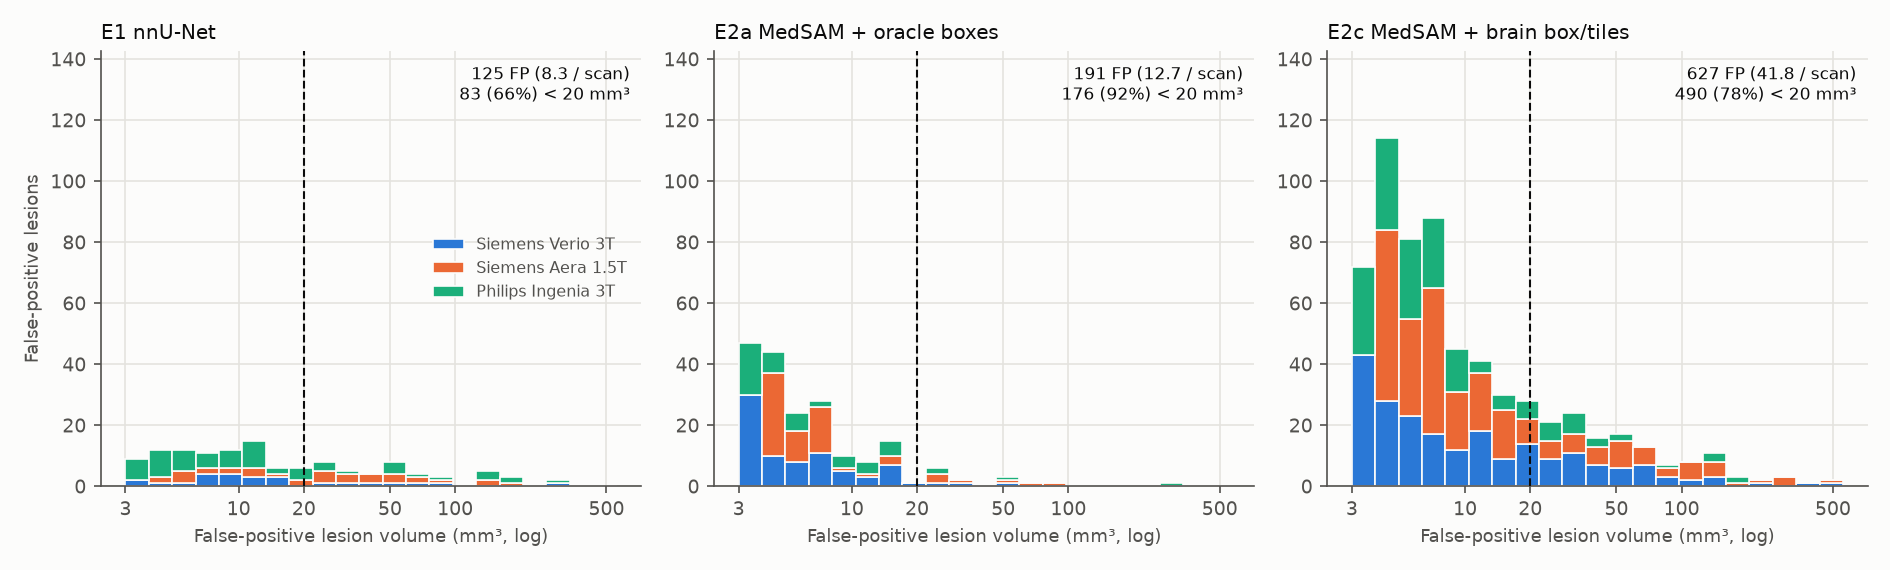 E1 nnU-Net
125 FP (8.3 / scan)
83 (66%) < 20 mm³
Siemens Verio 3T
Siemens Aera 1.5T
Philips Ingenia 3T
False-positive lesions
140
120
100
80
60
40
20
0
3
10
20
50
100
500
False-positive lesion volume (mm³, log)
E2a MedSAM + oracle boxes
191 FP (12.7 / scan)
176 (92%) < 20 mm³
140
120
100
80
60
40
20
0
3
10
20
50
100
500
False-positive lesion volume (mm³, log)
E2c MedSAM + brain box/tiles
627 FP (41.8 / scan)
490 (78%) < 20 mm³
140
120
100
80
60
40
20
0
3
10
20
50
100
500
False-positive lesion volume (mm³, log)